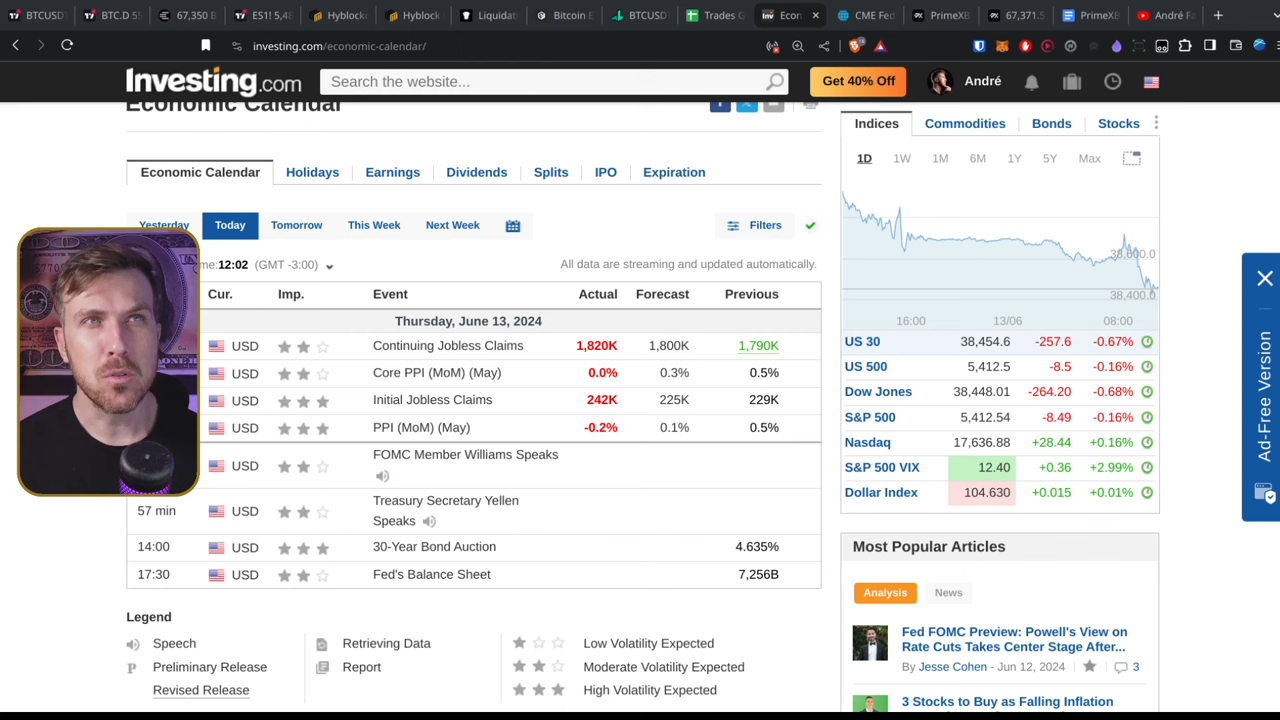 BTCUSDT
BTC.D 5
67,350 B
ES1! 5,4
Hyblock
Hyblock
Liquidat
Bitcoin E
BTCUSDT
Trades G
Econ
CME Fed
PrimeXB
67,371.5
PrimeXB
André Fa
investing.com/economic-calendar/
Investing.com
Search the website...
Get 40% Off
André
Economic Calendar
Economic Calendar
Holidays
Earnings
Dividends
Splits
IPO
Expiration
Yesterday
Today
Tomorrow
This Week
Next Week
Filters
me: 12:02 (GMT -3:00)
All data are streaming and updated automatically.
Cur. Imp. Event Actual Forecast Previous
Thursday, June 13, 2024
USD Continuing Jobless Claims 1,820K 1,800K 1,790K
USD Core PPI (MoM) (May) 0.0% 0.3% 0.5%
USD Initial Jobless Claims 242K 225K 229K
USD PPI (MoM) (May) -0.2% 0.1% 0.5%
USD FOMC Member Williams Speaks
57 min USD Treasury Secretary Yellen
Speaks
14:00 USD 30-Year Bond Auction 4.635%
17:30 USD Fed's Balance Sheet 7,256B
Legend
Speech
Retrieving Data
Low Volatility Expected
P Preliminary Release
Report
Moderate Volatility Expected
Revised Release
High Volatility Expected
Indices
Commodities
Bonds
Stocks
1D 1W 1M 6M 1Y 5Y Max
38,600.0
38,400.0
16:00 13/06 08:00
US 30 38,454.6 -257.6 -0.67%
US 500 5,412.5 -8.5 -0.16%
Dow Jones 38,448.01 -264.20 -0.68%
S&P 500 5,412.54 -8.49 -0.16%
Nasdaq 17,636.88 +28.44 +0.16%
S&P 500 VIX 12.40 +0.36 +2.99%
Dollar Index 104.630 +0.015 +0.01%
Most Popular Articles
Analysis
News
Fed FOMC Preview: Powell's View on
Rate Cuts Takes Center Stage After...
By Jesse Cohen - Jun 12, 2024 3
3 Stocks to Buy as Falling Inflation
Ad-Free Version